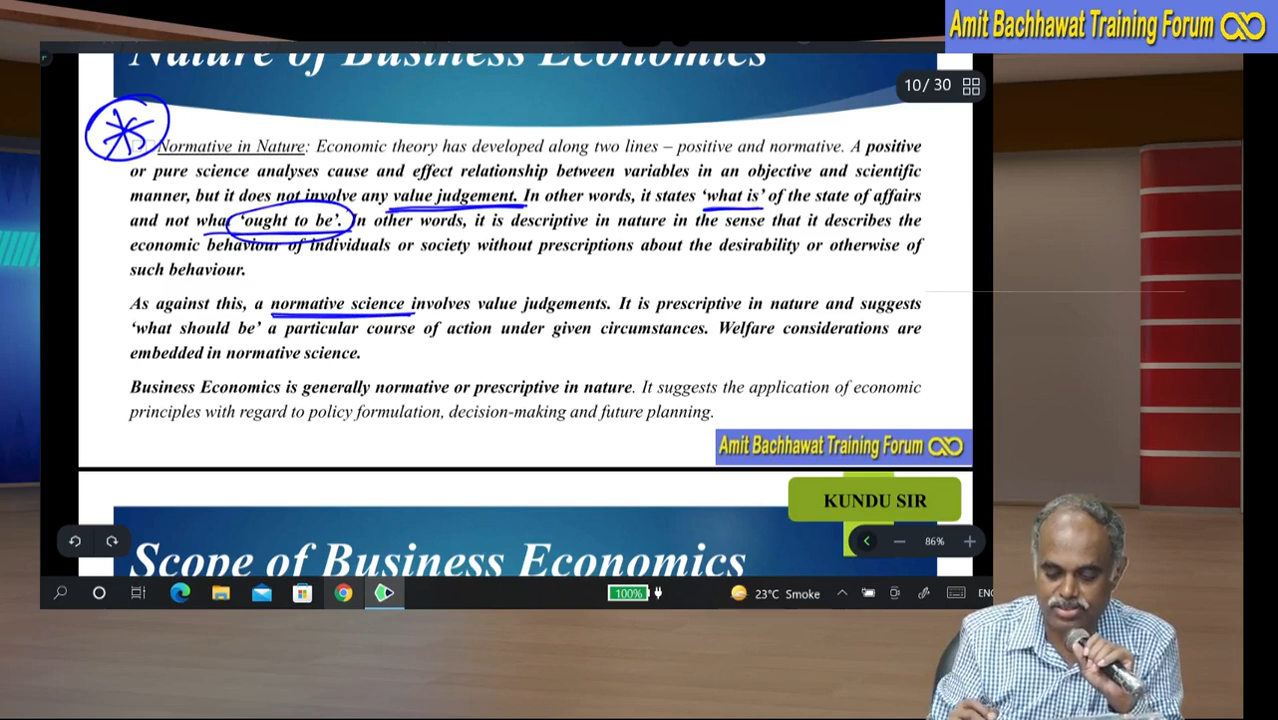 Amit Bachhawat Training Forum
Nature of Business Economics
10/ 30
Normative in Nature: Economic theory has developed along two lines – positive and normative. A positive
or pure science analyses cause and effect relationship between variables in an objective and scientific
manner, but it does not involve any value judgement. In other words, it states ‘what is’ of the state of affairs
and not what ‘ought to be’. In other words, it is descriptive in nature in the sense that it describes the
economic behaviour of individuals or society without prescriptions about the desirability or otherwise of
such behaviour.
As against this, a normative science involves value judgements. It is prescriptive in nature and suggests
‘what should be’ a particular course of action under given circumstances. Welfare considerations are
embedded in normative science.
Business Economics is generally normative or prescriptive in nature. It suggests the application of economic
principles with regard to policy formulation, decision-making and future planning.
Amit Bachhawat Training Forum
KUNDU SIR
Scope of Business Economics
86%
100%
23°C Smoke
ENG